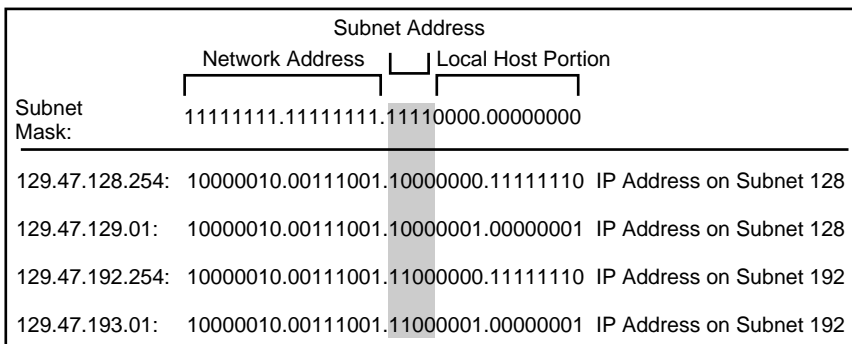 Subnet Address
Network Address Local Host Portion
Subnet
Mask: 11111111.11111111.11110000.00000000
129.47.128.254: 10000010.00111001.10000000.11111110 IP Address on Subnet 128
129.47.129.01: 10000010.00111001.10000001.00000001 IP Address on Subnet 128
129.47.192.254: 10000010.00111001.11000000.11111110 IP Address on Subnet 192
129.47.193.01: 10000010.00111001.11000001.00000001 IP Address on Subnet 192